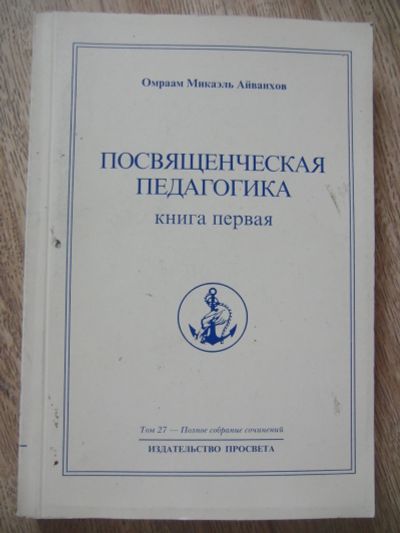 Омраам Микаэль Айванхов
ПОСВЯЩЕНЧЕСКАЯ
ПЕДАГОГИКА
книга первая
Том 27 — Полное собрание сочинений
ИЗДАТЕЛЬСТВО ПРОСВЕТА